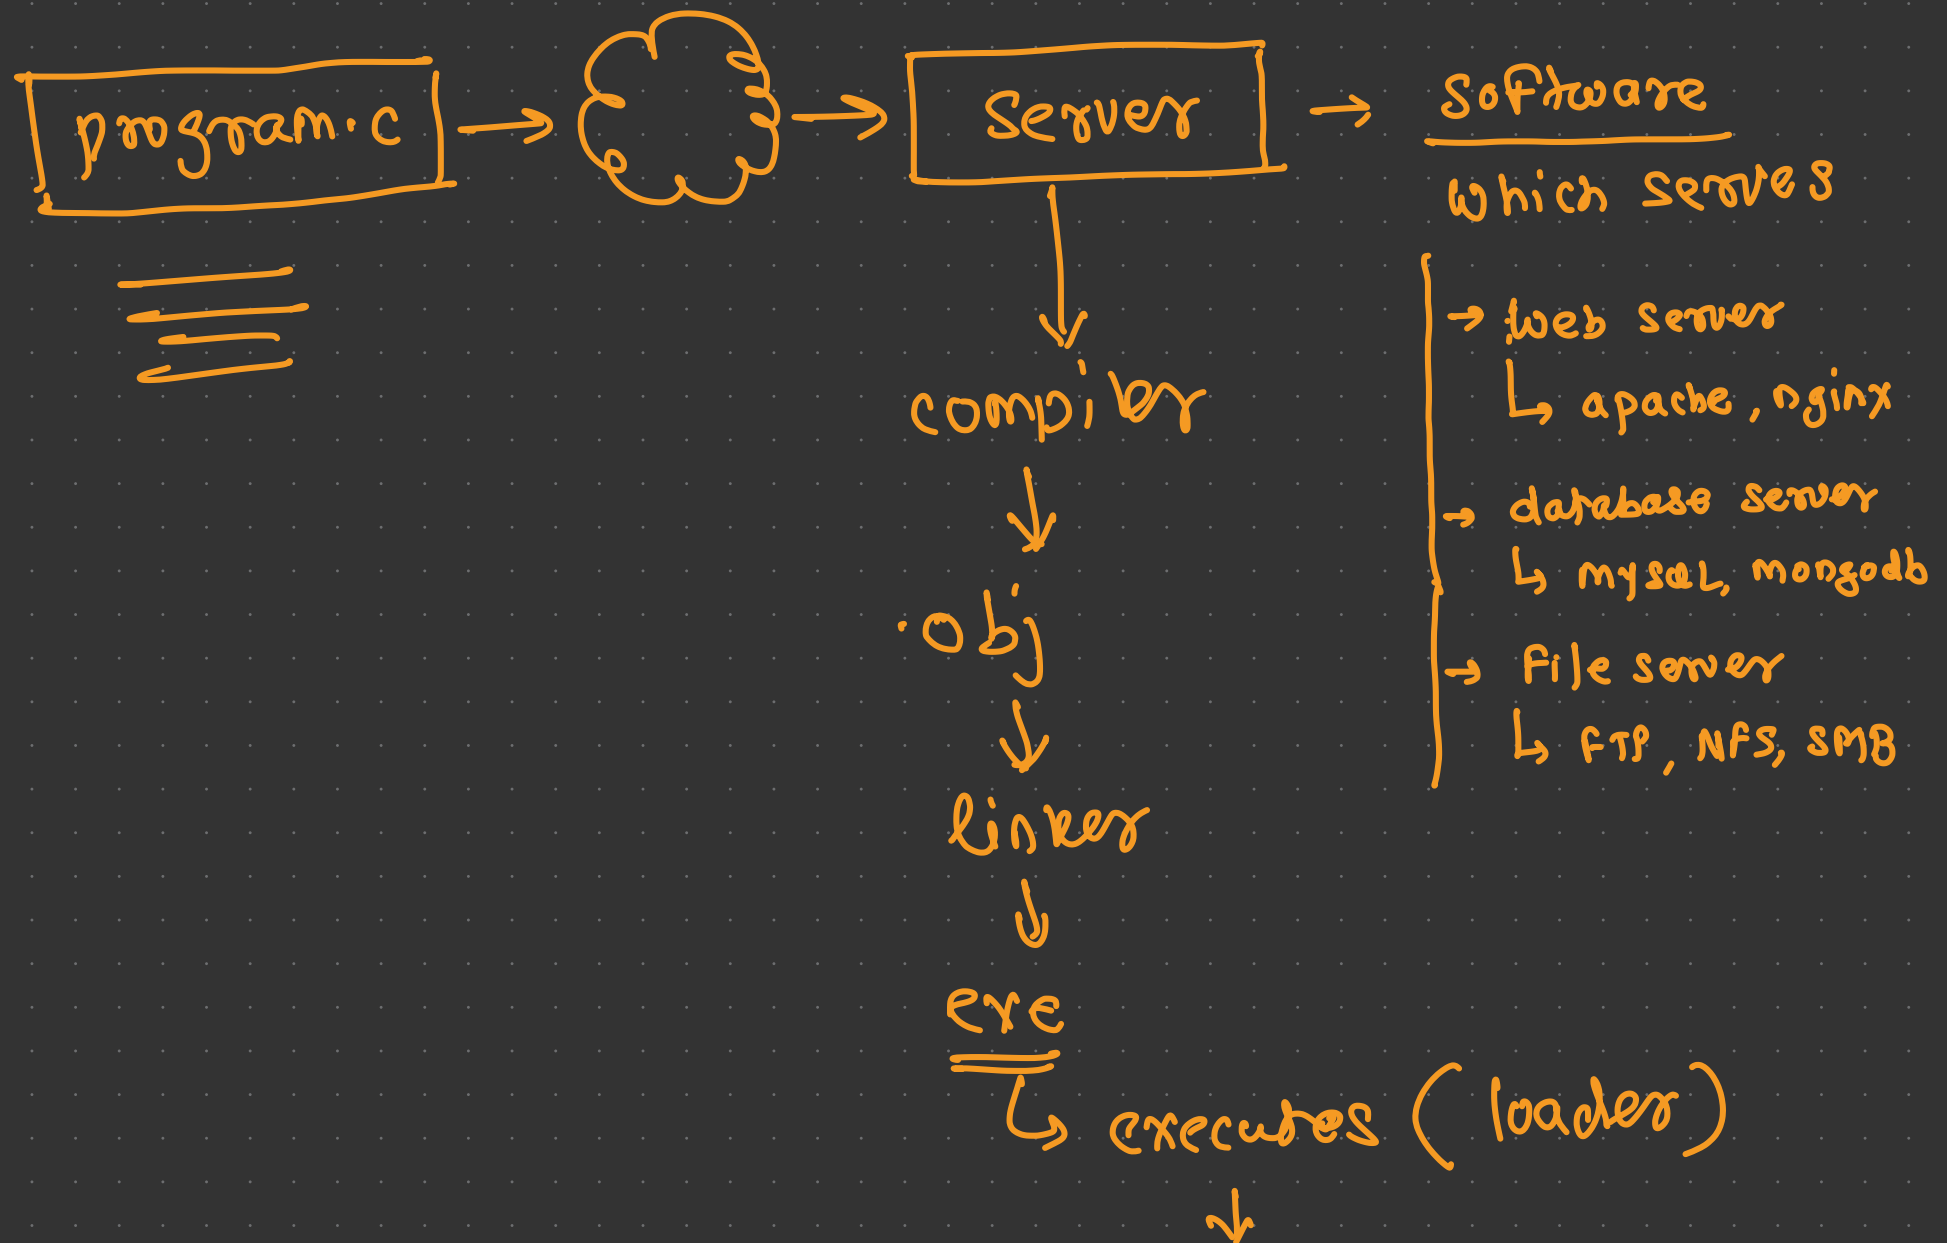 program.c
Server
Software
which serves
web server
apache, nginx
database server
mysQL, mongodb
File server
FTP, NFS, SMB
compiler
.obj
linker
exe
executes (loader)